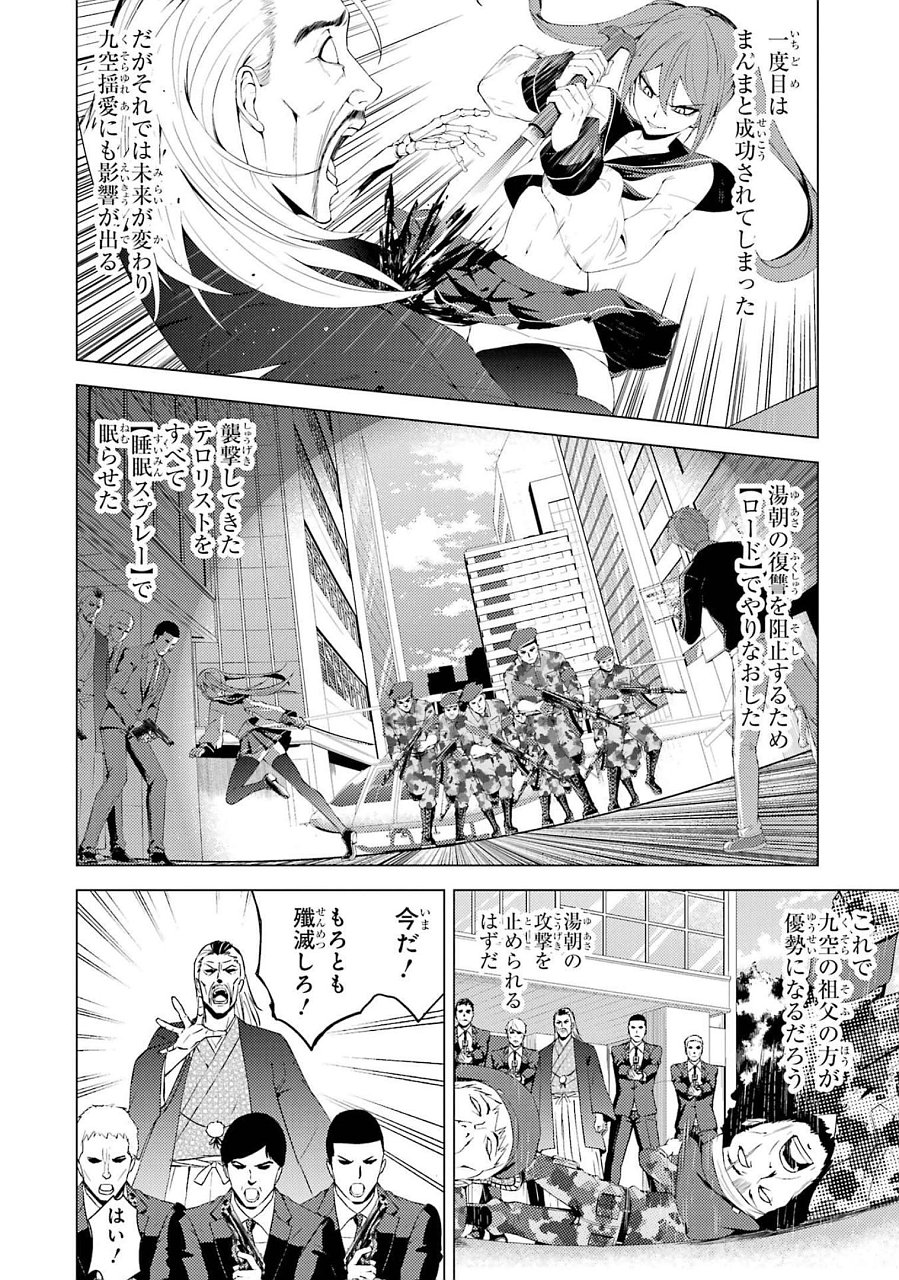 一度目は
まんまと成功されてしまった
だがそれでは未来が変わり
九空揺愛にも影響が出る
湯朝の復讐を阻止するため
【ロード】でやりなおした
襲撃してきた
テロリストを
すべて
【睡眠スプレー】で
眠らせた
これで
九空の祖父の方が
優勢になるだろう
湯朝の
攻撃を
止められる
はずだ
今だ！
もろとも
殲滅しろ！
はい！